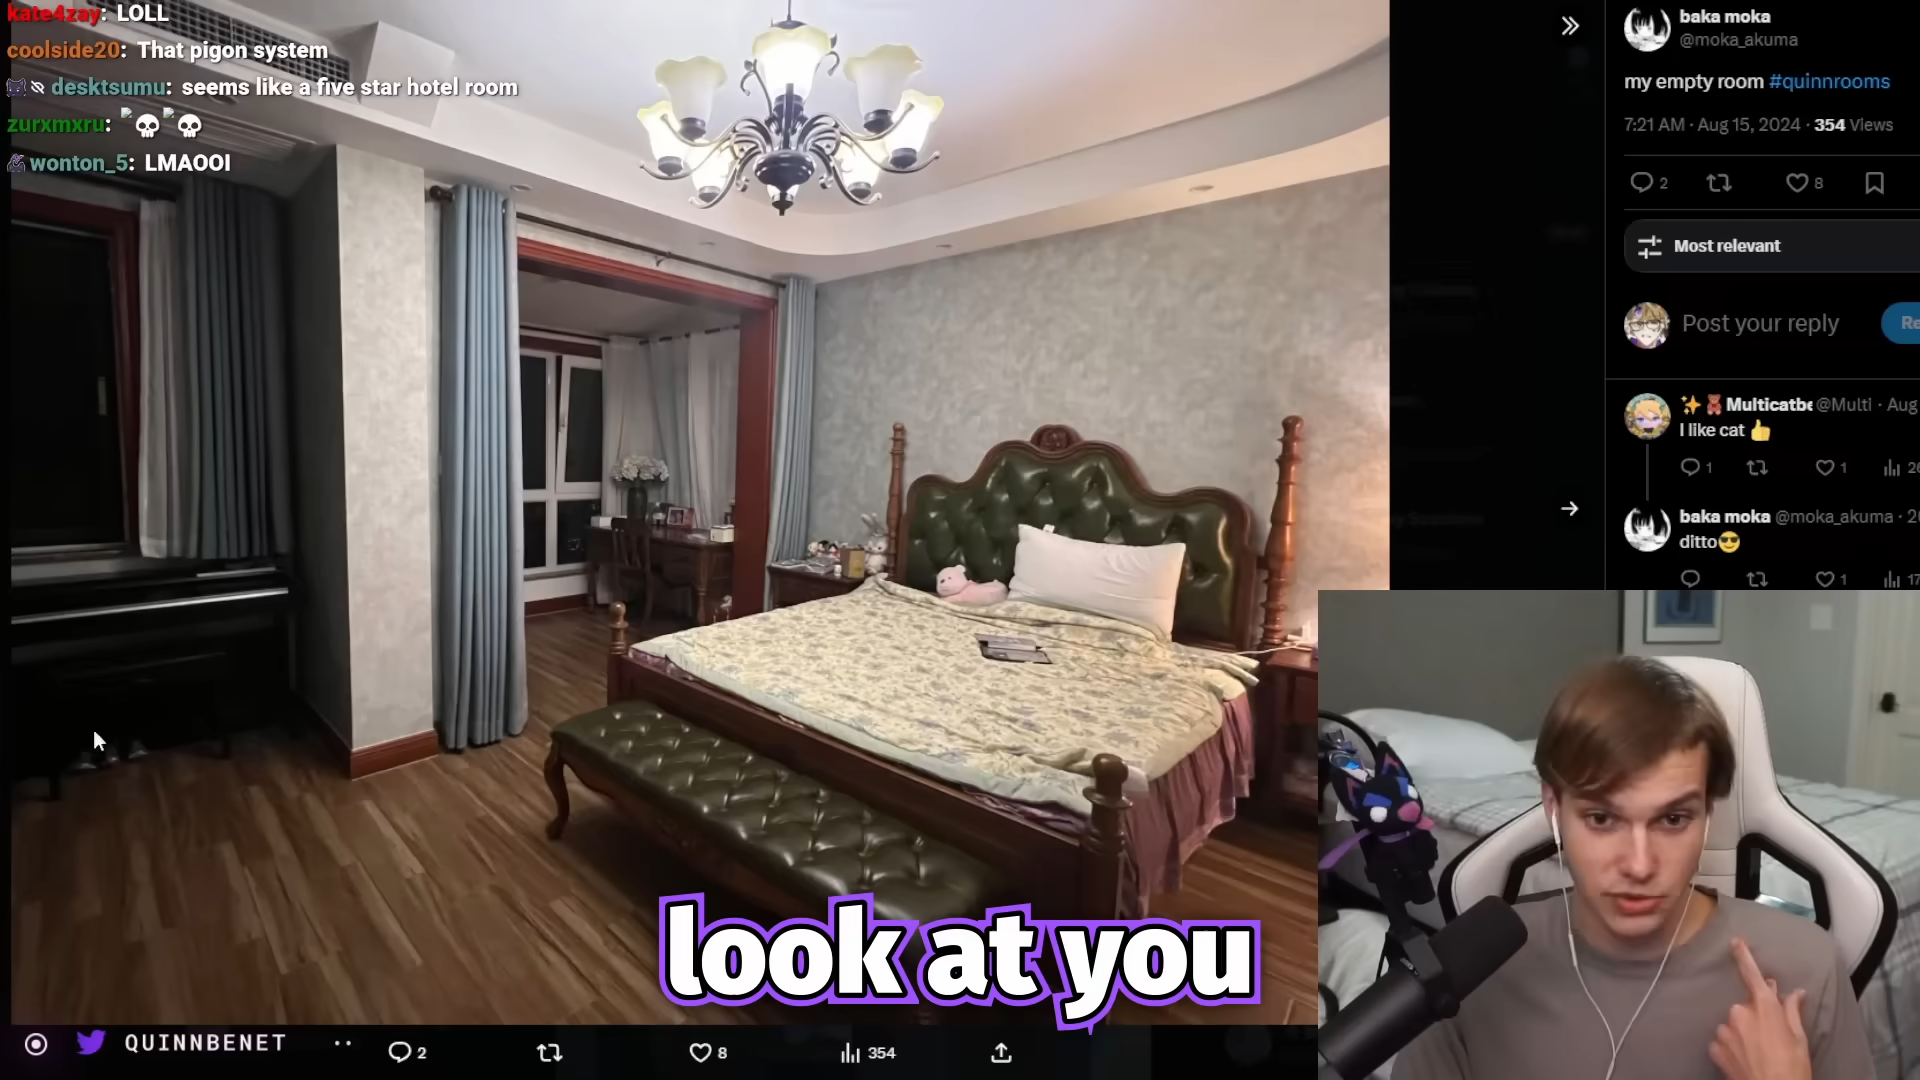 kate4zay: LOLL
coolside20: That pigon system
desktsumu: seems like a five star hotel room
zurxmxru: 💀 💀
wonton_5: LMAOOI
baka moka
@moka_akuma
my empty room #quinnrooms
7:21 AM · Aug 15, 2024 · 354 Views
2 8
Most relevant
Post your reply
Re
✨🧸Multicatbe @Multi · Aug
I like cat 👍
1 1
baka moka @moka_akuma · 2
ditto😎
1 17
look at you
QUINNBENET ··
2 8 354